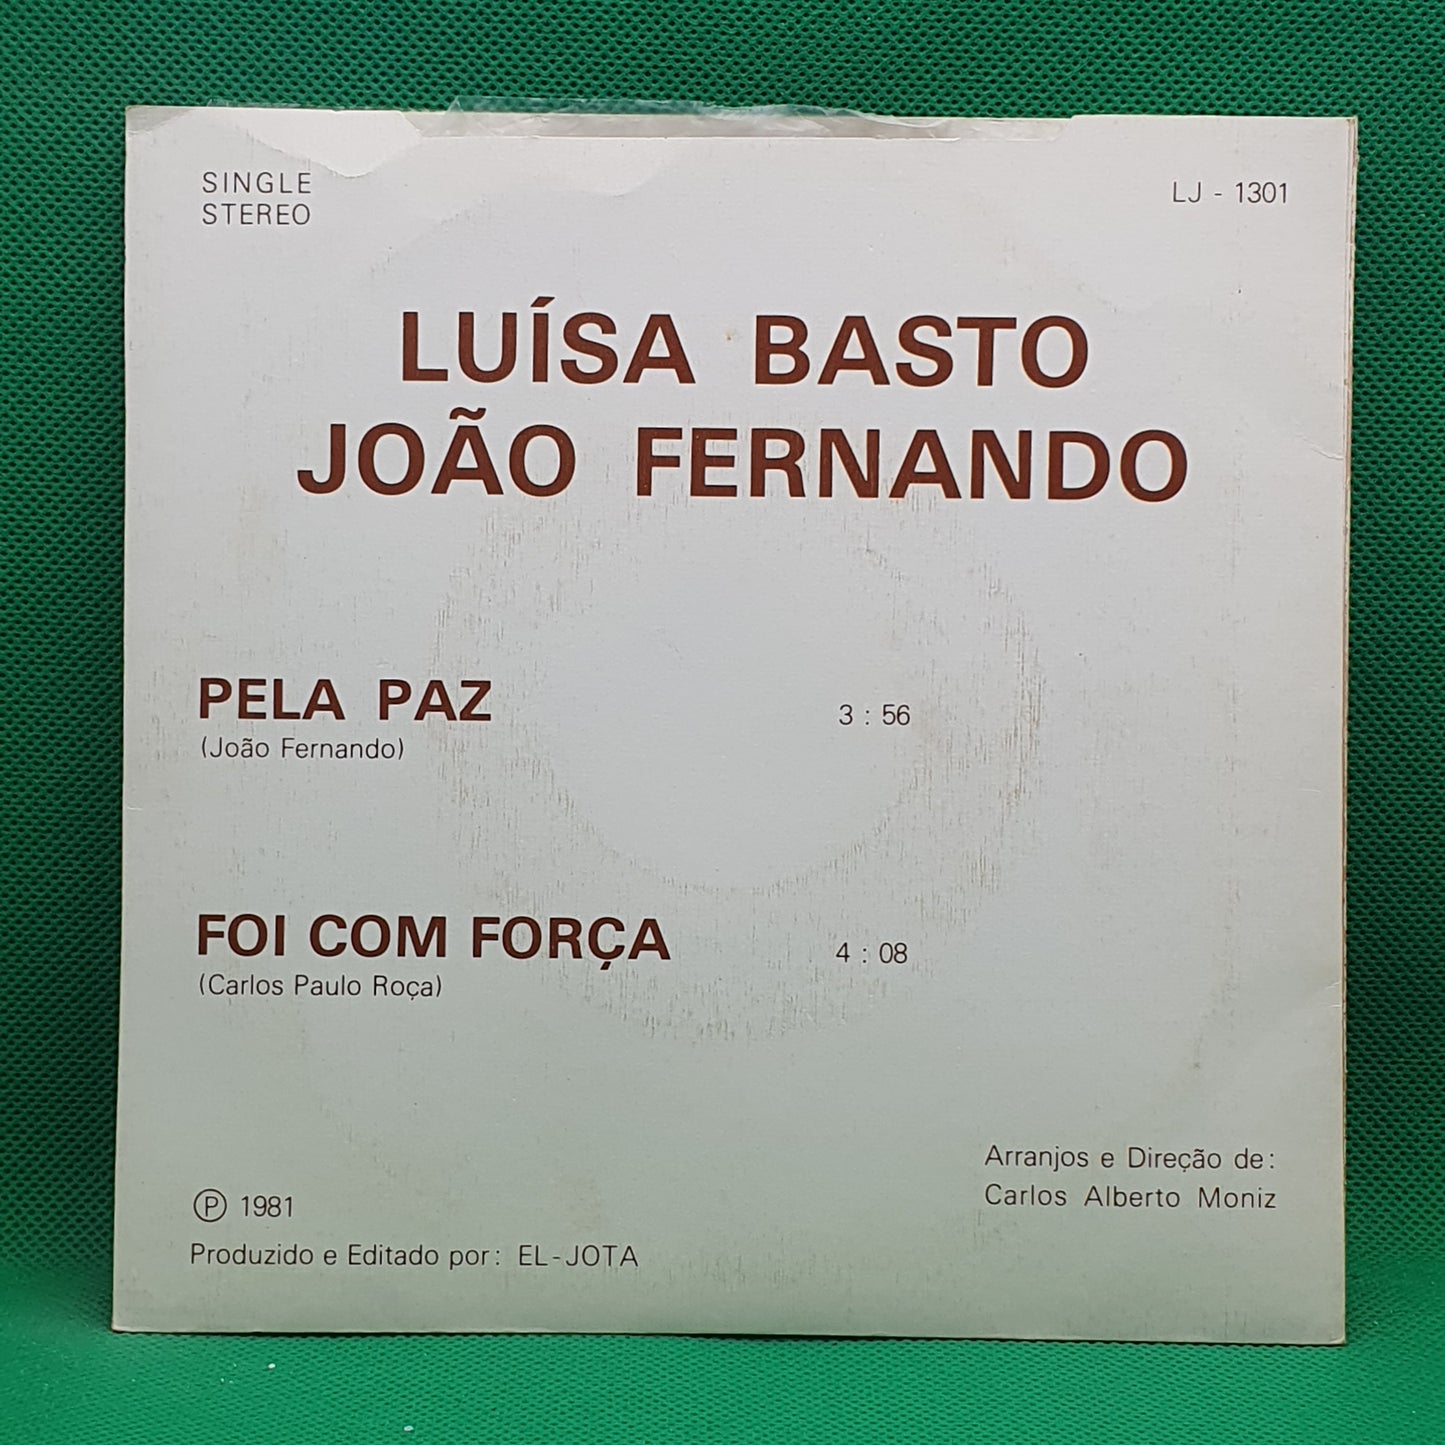 SINGLE
STEREO
LJ - 1301
LUÍSA BASTO
JOÃO FERNANDO
PELA PAZ 3 : 56
(João Fernando)
FOI COM FORÇA 4 : 08
(Carlos Paulo Roça)
Arranjos e Direção de:
Carlos Alberto Moniz
Ⓟ 1981
Produzido e Editado por: EL-JOTA